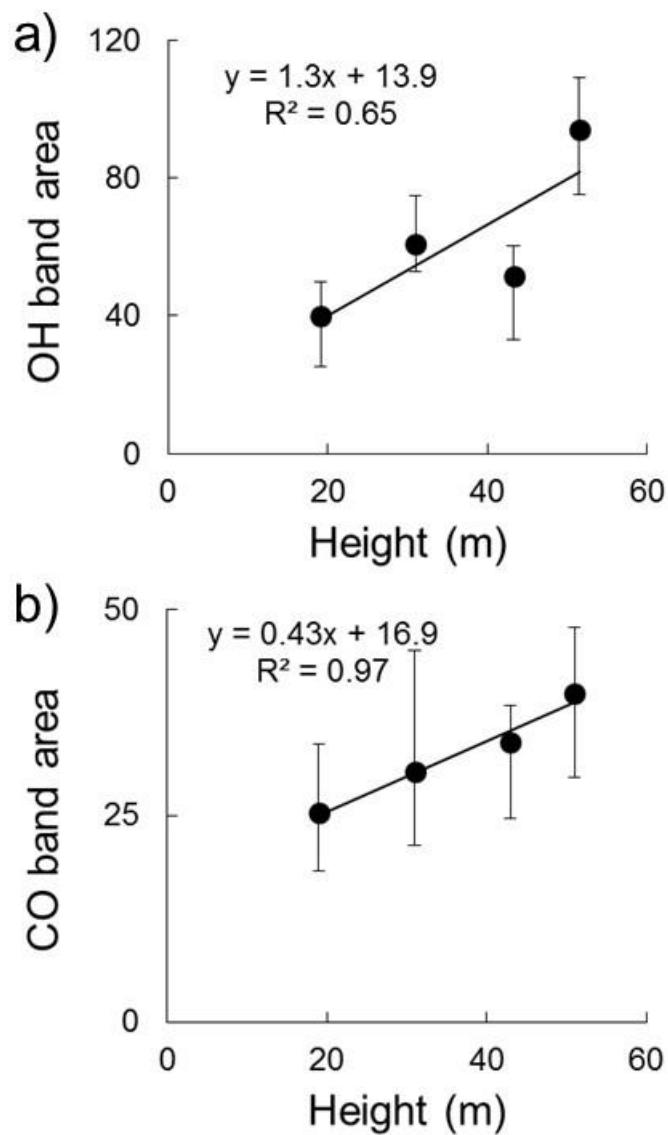 a)
120
y = 1.3x + 13.9
R² = 0.65
80
OH band area
40
0
0 20 40 60
Height (m)
b)
50
y = 0.43x + 16.9
R² = 0.97
CO band area
25
0
0 20 40 60
Height (m)